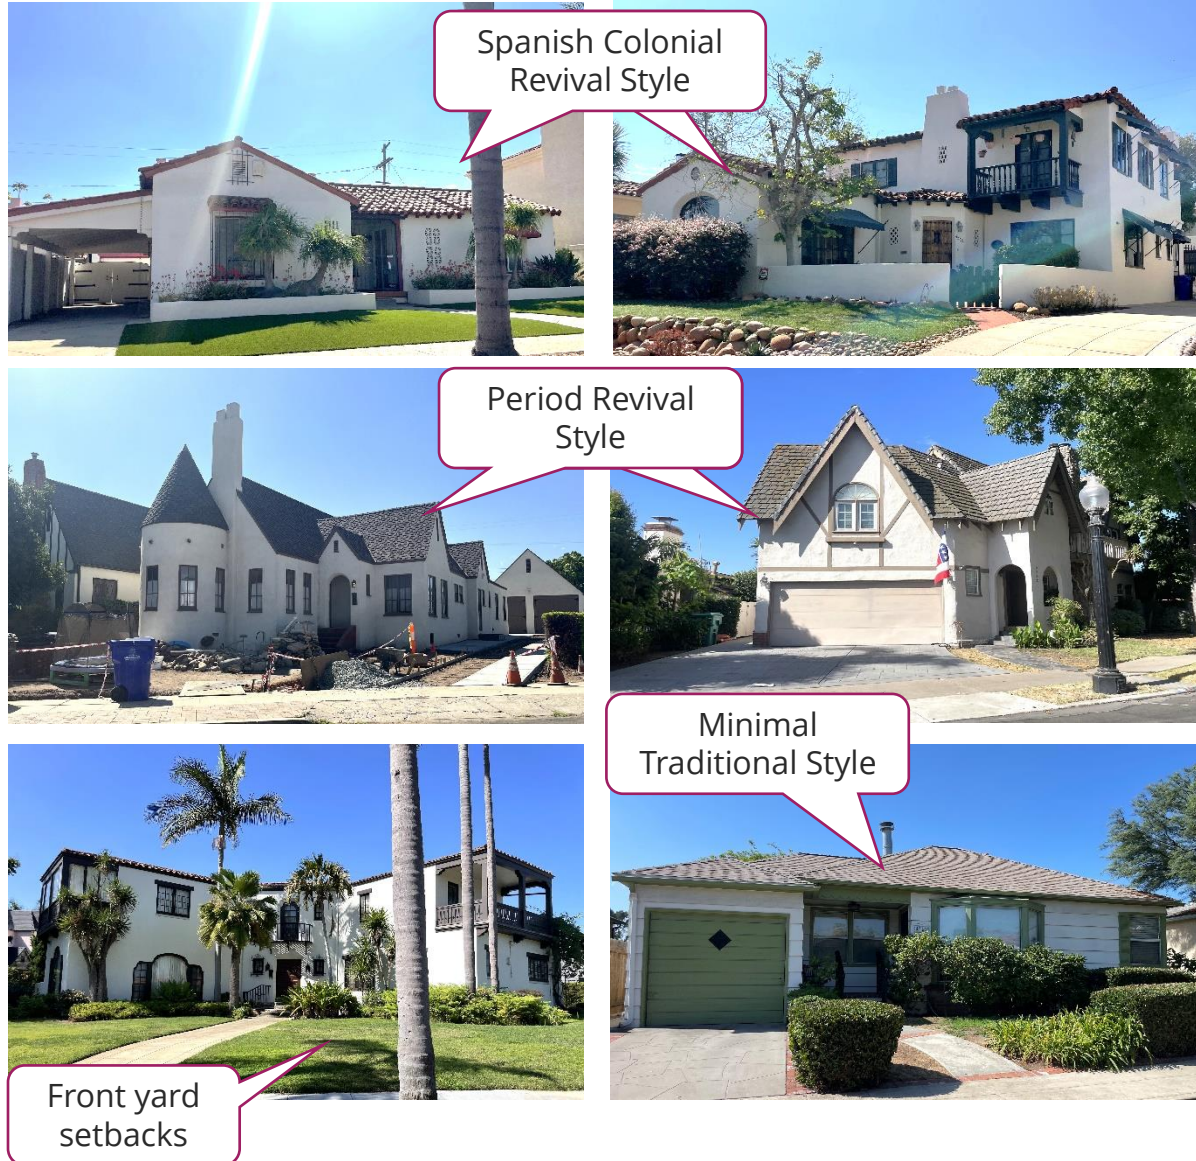 Spanish Colonial
Revival Style
Period Revival
Style
Minimal
Traditional Style
Front yard
setbacks